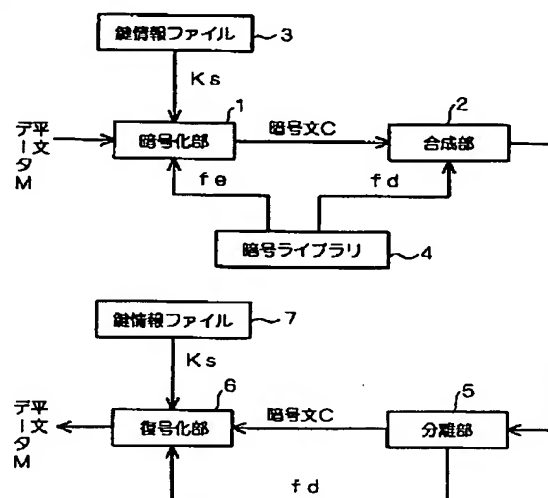 鍵情報ファイル
3
Ks
1
2
平文
データM
暗号化部
暗号文C
合成部
fe
fd
暗号ライブラリ
4
鍵情報ファイル
7
Ks
6
5
平文
データM
復号化部
暗号文C
分離部
fd